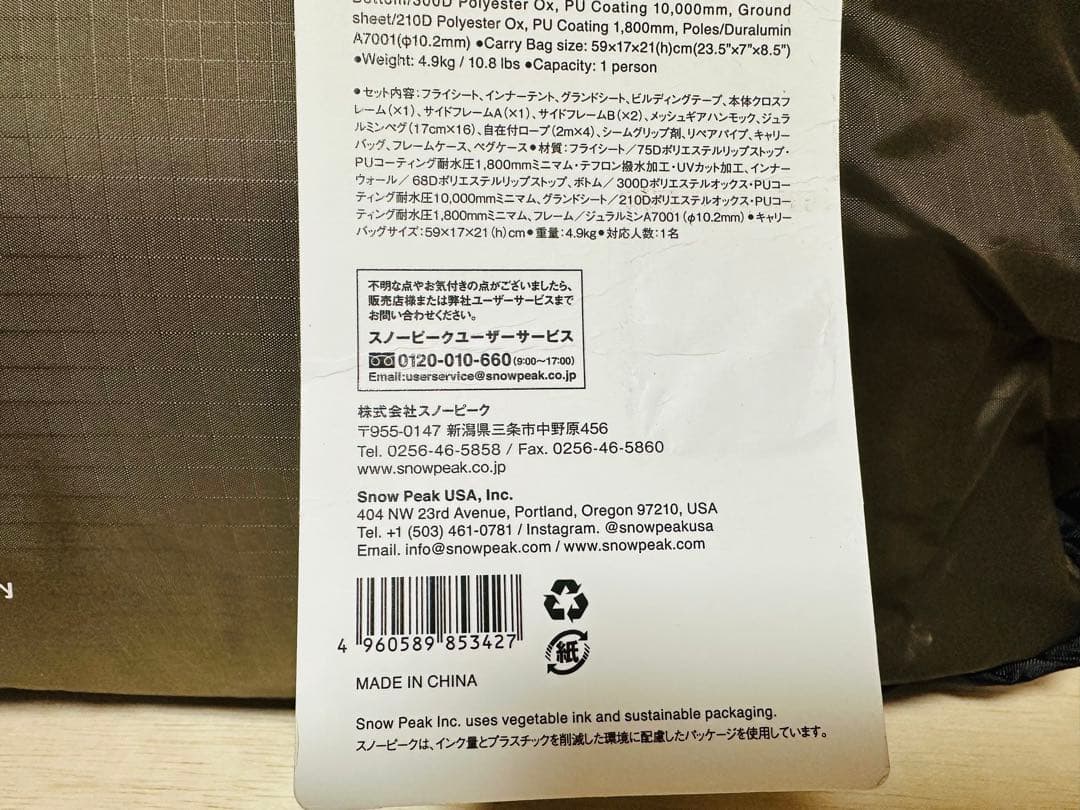 Bottom/300D Polyester Ox, PU Coating 10,000mm, Ground
sheet/210D Polyester Ox, PU Coating 1,800mm, Poles/Duralumin
A7001(φ10.2mm) ●Carry Bag size: 59×17×21(h)cm(23.5”×7”×8.5”)
●Weight: 4.9kg / 10.8 lbs ●Capacity: 1 person
●セット内容:フライシート、インナーテント、グランドシート、ビルディングテープ、本体クロスフ
レーム(×1)、サイドフレームA(×1)、サイドフレームB(×2)、メッシュギアハンモック、ジュラ
ルミンペグ(17cm×16)、自在付ロープ(2m×4)、シームグリップ剤、リペアパイプ、キャリー
バッグ、フレームケース、ペグケース●材質:フライシート/75Dポリエステルリップストップ・
PUコーティング耐水圧1,800mmミニマム・テフロン撥水加工・UVカット加工、インナー
ウォール/68Dポリエステルリップストップ、ボトム/300Dポリエステルオックス・PUコー
ティング耐水圧10,000mmミニマム、グランドシート/210Dポリエステルオックス・PUコー
ティング耐水圧1,800mmミニマム、フレーム/ジュラルミンA7001(φ10.2mm)●キャリー
バッグサイズ:59×17×21(h)cm●重量:4.9kg●対応人数:1名
不明な点やお気付きの点がございましたら、
販売店様または弊社ユーザーサービスまで
お問い合わせください。
スノーピークユーザーサービス
0120-010-660(9:00〜17:00)
Email:userservice@snowpeak.co.jp
株式会社スノーピーク
〒955-0147 新潟県三条市中野原456
Tel. 0256-46-5858 / Fax. 0256-46-5860
www.snowpeak.co.jp
Snow Peak USA, Inc.
404 NW 23rd Avenue, Portland, Oregon 97210, USA
Tel. +1 (503) 461-0781 / Instagram. @snowpeakusa
Email. info@snowpeak.com / www.snowpeak.com
4 960589 853427
紙
MADE IN CHINA
Snow Peak Inc. uses vegetable ink and sustainable packaging.
スノーピークは、インク量とプラスチックを削減した環境に配慮したパッケージを使用しています。